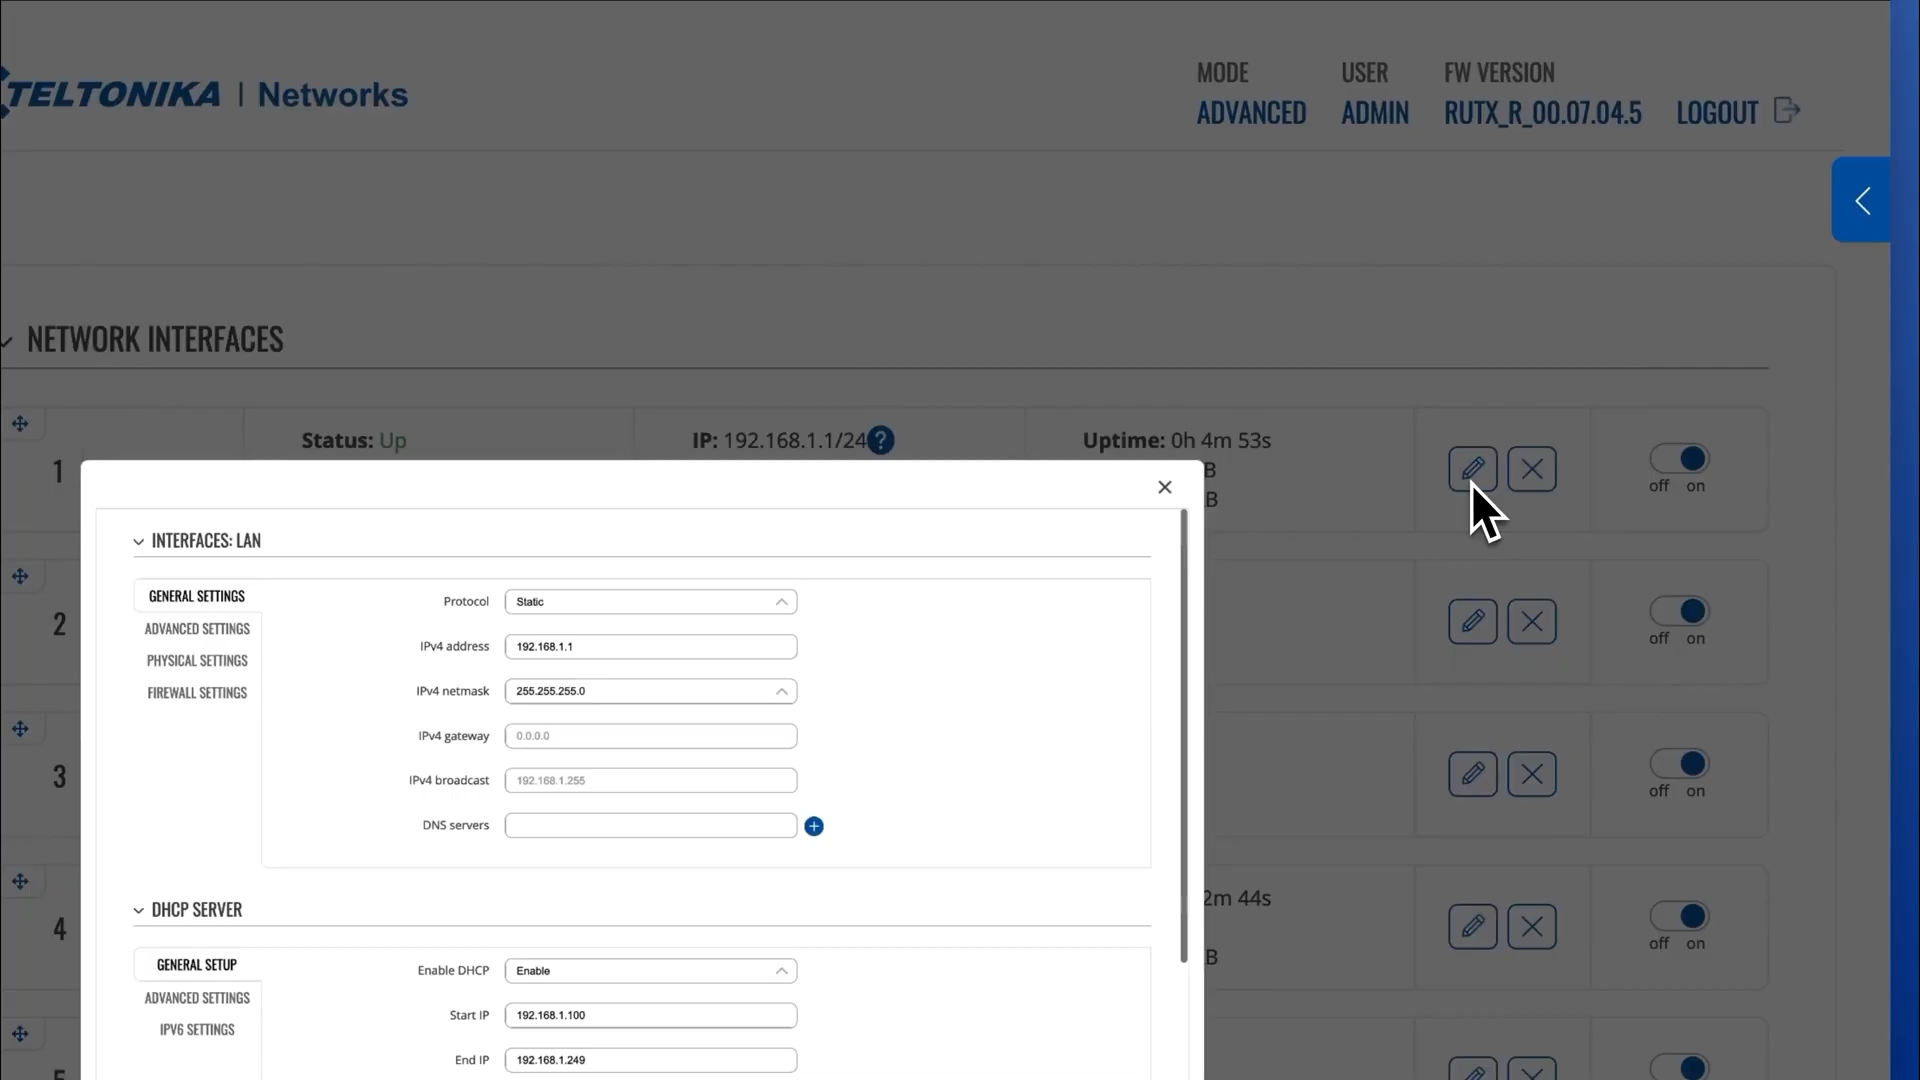 TELTONIKA | Networks
MODE
ADVANCED
USER
ADMIN
FW VERSION
RUTX_R_00.07.04.5
LOGOUT
NETWORK INTERFACES
1
Status: Up
IP: 192.168.1.1/24 ?
Uptime: 0h 4m 53s
B
B
off on
INTERFACES: LAN
GENERAL SETTINGS
ADVANCED SETTINGS
PHYSICAL SETTINGS
FIREWALL SETTINGS
Protocol Static
IPv4 address 192.168.1.1
IPv4 netmask 255.255.255.0
IPv4 gateway 0.0.0.0
IPv4 broadcast 192.168.1.255
DNS servers
DHCP SERVER
GENERAL SETUP
ADVANCED SETTINGS
IPV6 SETTINGS
Enable DHCP Enable
Start IP 192.168.1.100
End IP 192.168.1.249
2
off on
3
off on
4
2m 44s
B
off on
5